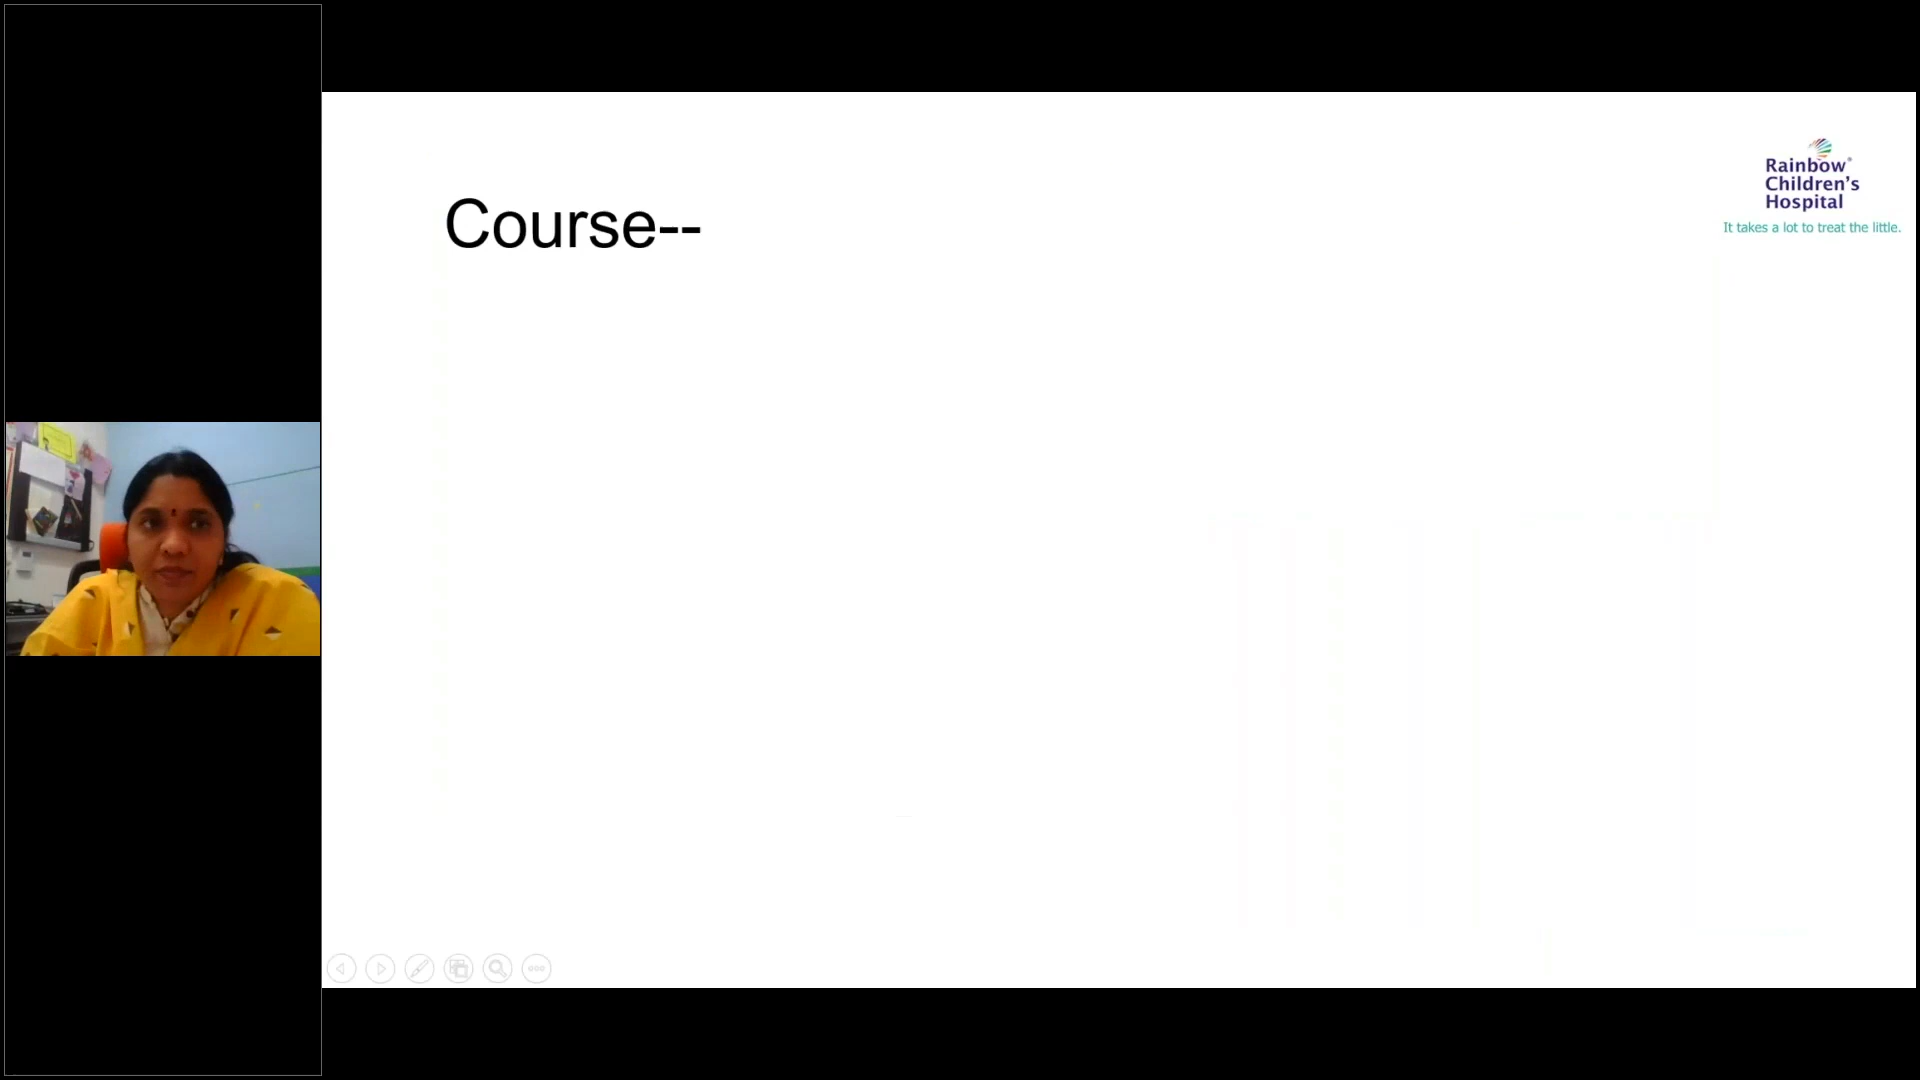 Course--
Rainbow®
Children's
Hospital
It takes a lot to treat the little.